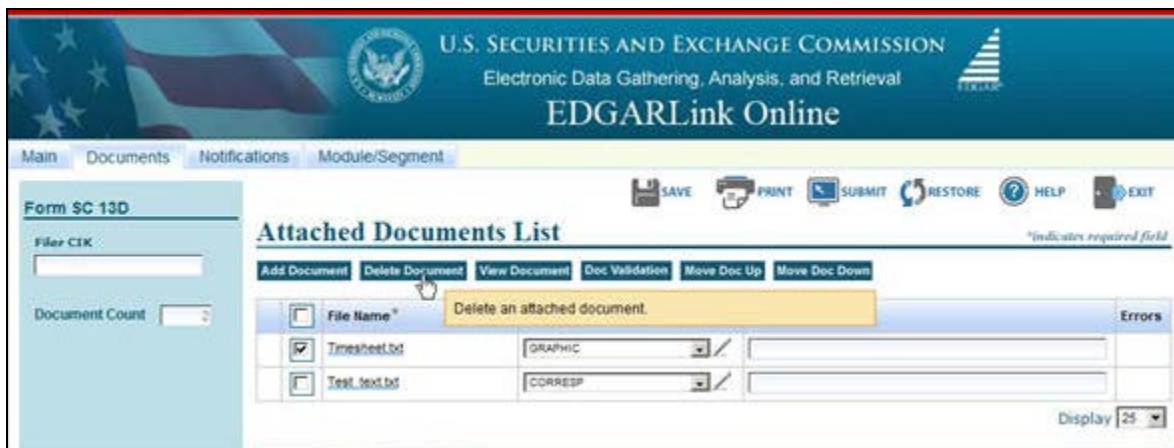 U.S. SECURITIES AND EXCHANGE COMMISSION
Electronic Data Gathering, Analysis, and Retrieval
EDGAR
EDGARLink Online
Main Documents Notifications Module/Segment
SAVE PRINT SUBMIT RESTORE HELP EXIT
Form SC 13D
Attached Documents List
*indicates required field
Filer CIK
Add Document Delete Document View Document Doc Validation Move Doc Up Move Doc Down
Delete an attached document.
Document Count 2
File Name* Errors
Timesheet.txt GRAPHIC
Test_text.txt CORRESP
Display 25